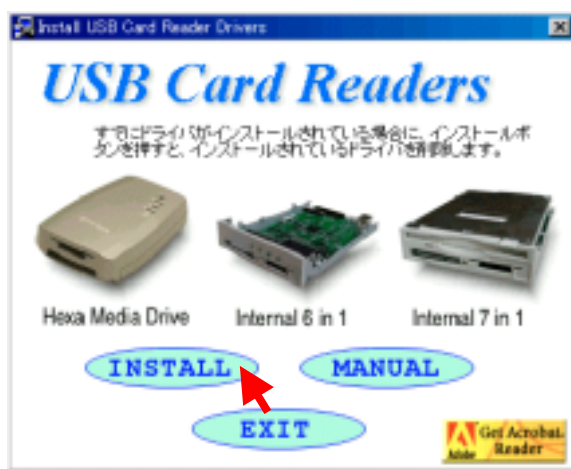 Install USB Card Reader Drivers
USB Card Readers
すでにドライバがインストールされている場合に、インストールボ
タンを押すと、インストールされているドライバを削除します。
Hexa Media Drive
Internal 6 in 1
Internal 7 in 1
INSTALL
MANUAL
EXIT
Get Acrobat
Adobe Reader